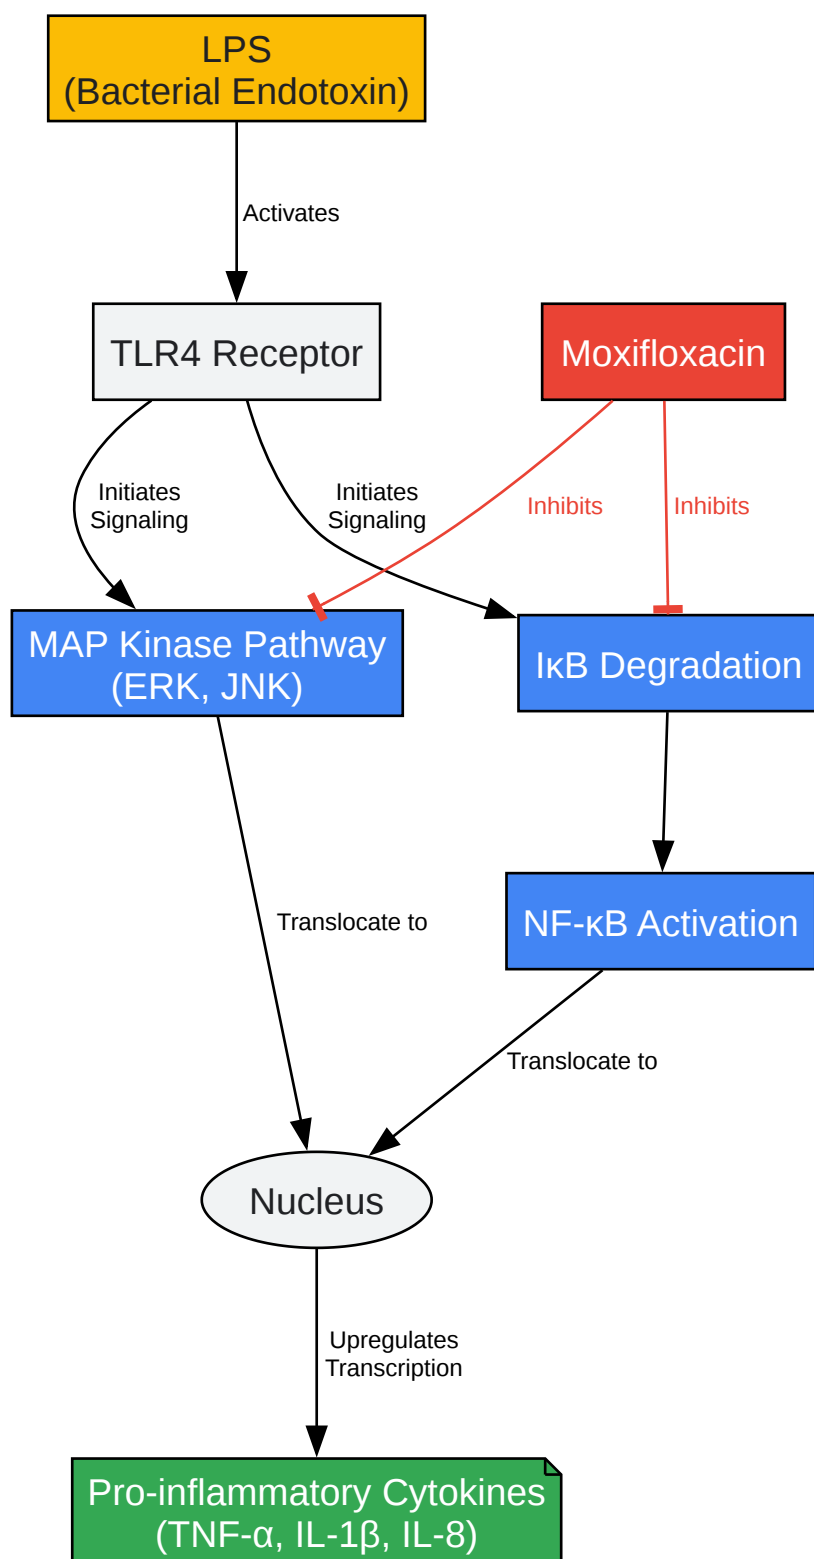 LPS
(Bacterial Endotoxin)
Activates
TLR4 Receptor
Moxifloxacin
Initiates
Signaling
Initiates
Signaling
Inhibits
Inhibits
MAP Kinase Pathway
(ERK, JNK)
IκB Degradation
NF-κB Activation
Translocate to
Translocate to
Nucleus
Upregulates
Transcription
Pro-inflammatory Cytokines
(TNF-α, IL-1β, IL-8)